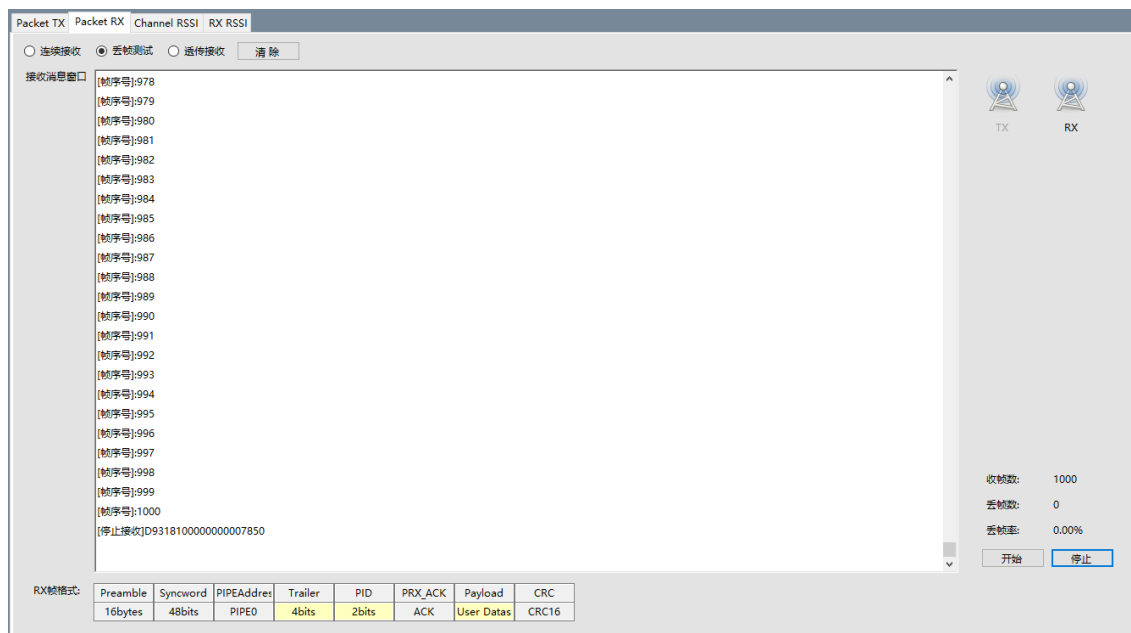 Packet TX Packet RX Channel RSSI RX RSSI
连续接收 丢帧测试 透传接收 清 除
接收消息窗口
[帧序号]:978
[帧序号]:979
[帧序号]:980
[帧序号]:981
[帧序号]:982
[帧序号]:983
[帧序号]:984
[帧序号]:985
[帧序号]:986
[帧序号]:987
[帧序号]:988
[帧序号]:989
[帧序号]:990
[帧序号]:991
[帧序号]:992
[帧序号]:993
[帧序号]:994
[帧序号]:995
[帧序号]:996
[帧序号]:997
[帧序号]:998
[帧序号]:999
[帧序号]:1000
[停止接收]D9318100000000007850
TX RX
收帧数: 1000
丢帧数: 0
丢帧率: 0.00%
开始 停止
RX帧格式:
Preamble Syncword PIPEAddres Trailer PID PRX_ACK Payload CRC
16bytes 48bits PIPE0 4bits 2bits ACK User Datas CRC16